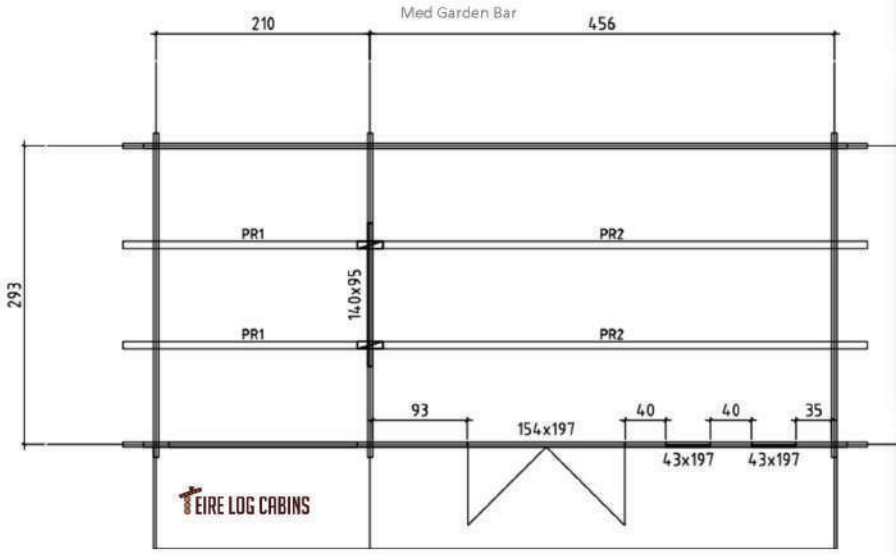 Med Garden Bar
210
456
293
PR1
PR2
140x95
PR1
PR2
93
154x197
40
40
35
43x197
43x197
EIRE LOG CABINS